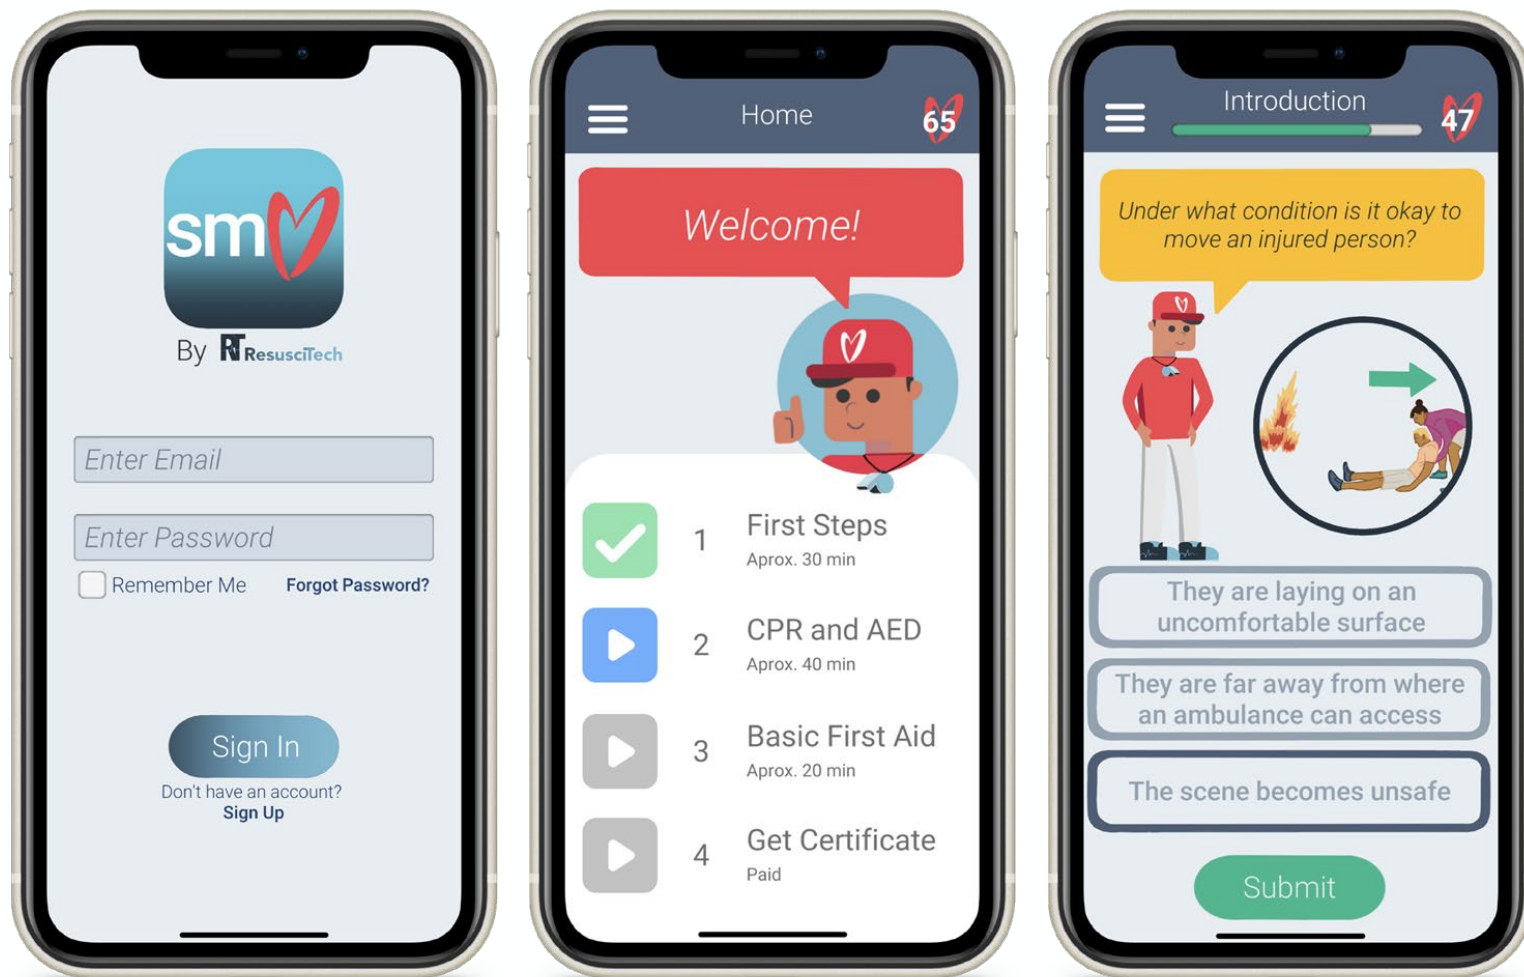 sm
By RT ResusciTech
Enter Email
Enter Password
Remember Me Forgot Password?
Sign In
Don't have an account?
Sign Up
Home
65
Welcome!
1 First Steps
Aprox. 30 min
2 CPR and AED
Aprox. 40 min
3 Basic First Aid
Aprox. 20 min
4 Get Certificate
Paid
Introduction
47
Under what condition is it okay to
move an injured person?
They are laying on an
uncomfortable surface
They are far away from where
an ambulance can access
The scene becomes unsafe
Submit